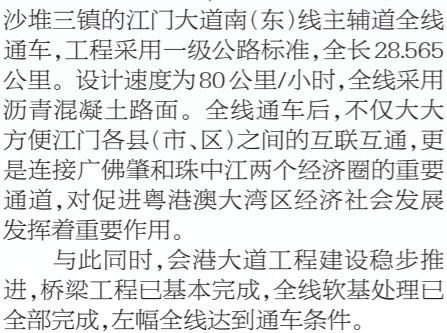 沙堆三镇的江门大道南(东)线主辅道全线
通车,工程采用一级公路标准,全长28.565
公里。设计速度为80公里/小时,全线采用
沥青混凝土路面。全线通车后,不仅大大
方便江门各县(市、区)之间的互联互通,更
是连接广佛肇和珠中江两个经济圈的重要
通道,对促进粤港澳大湾区经济社会发展
发挥着重要作用。
与此同时,会港大道工程建设稳步推
进,桥梁工程已基本完成,全线软基处理已
全部完成,左幅全线达到通车条件。